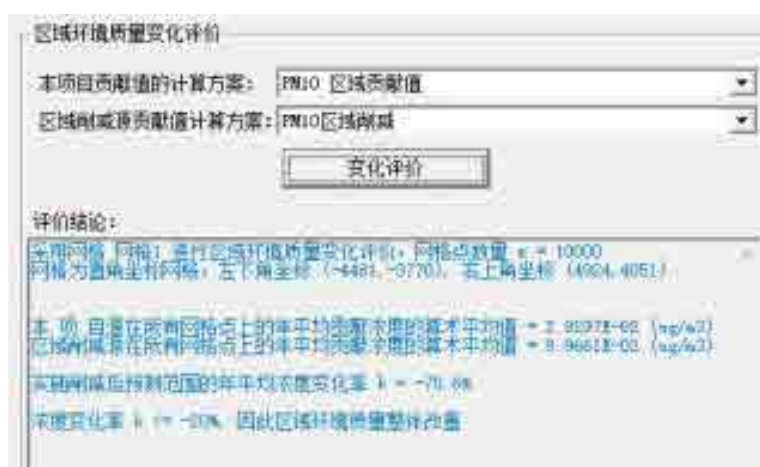 区域环境质量变化评价
本项目贡献值的计算方案： PM10 区域贡献值
区域削减源贡献值计算方案：PM10区域削减
变化评价
评价结论：
采用网格 网格1 进行区域环境质量变化评价，网格点数量 n = 10000
网格为直角坐标网格，左下角坐标 (-4481,-3770)，右上角坐标 (4924,4051)
本 项 目源在所有网格点上的年平均贡献浓度的算术平均值 = (ug/m3)
区域削减源在所有网格点上的年平均贡献浓度的算术平均值 = (ug/m3)
实施削减后预测范围的年平均浓度变化率 k =
浓度变化率 k <= -20%，因此区域环境质量整体改善